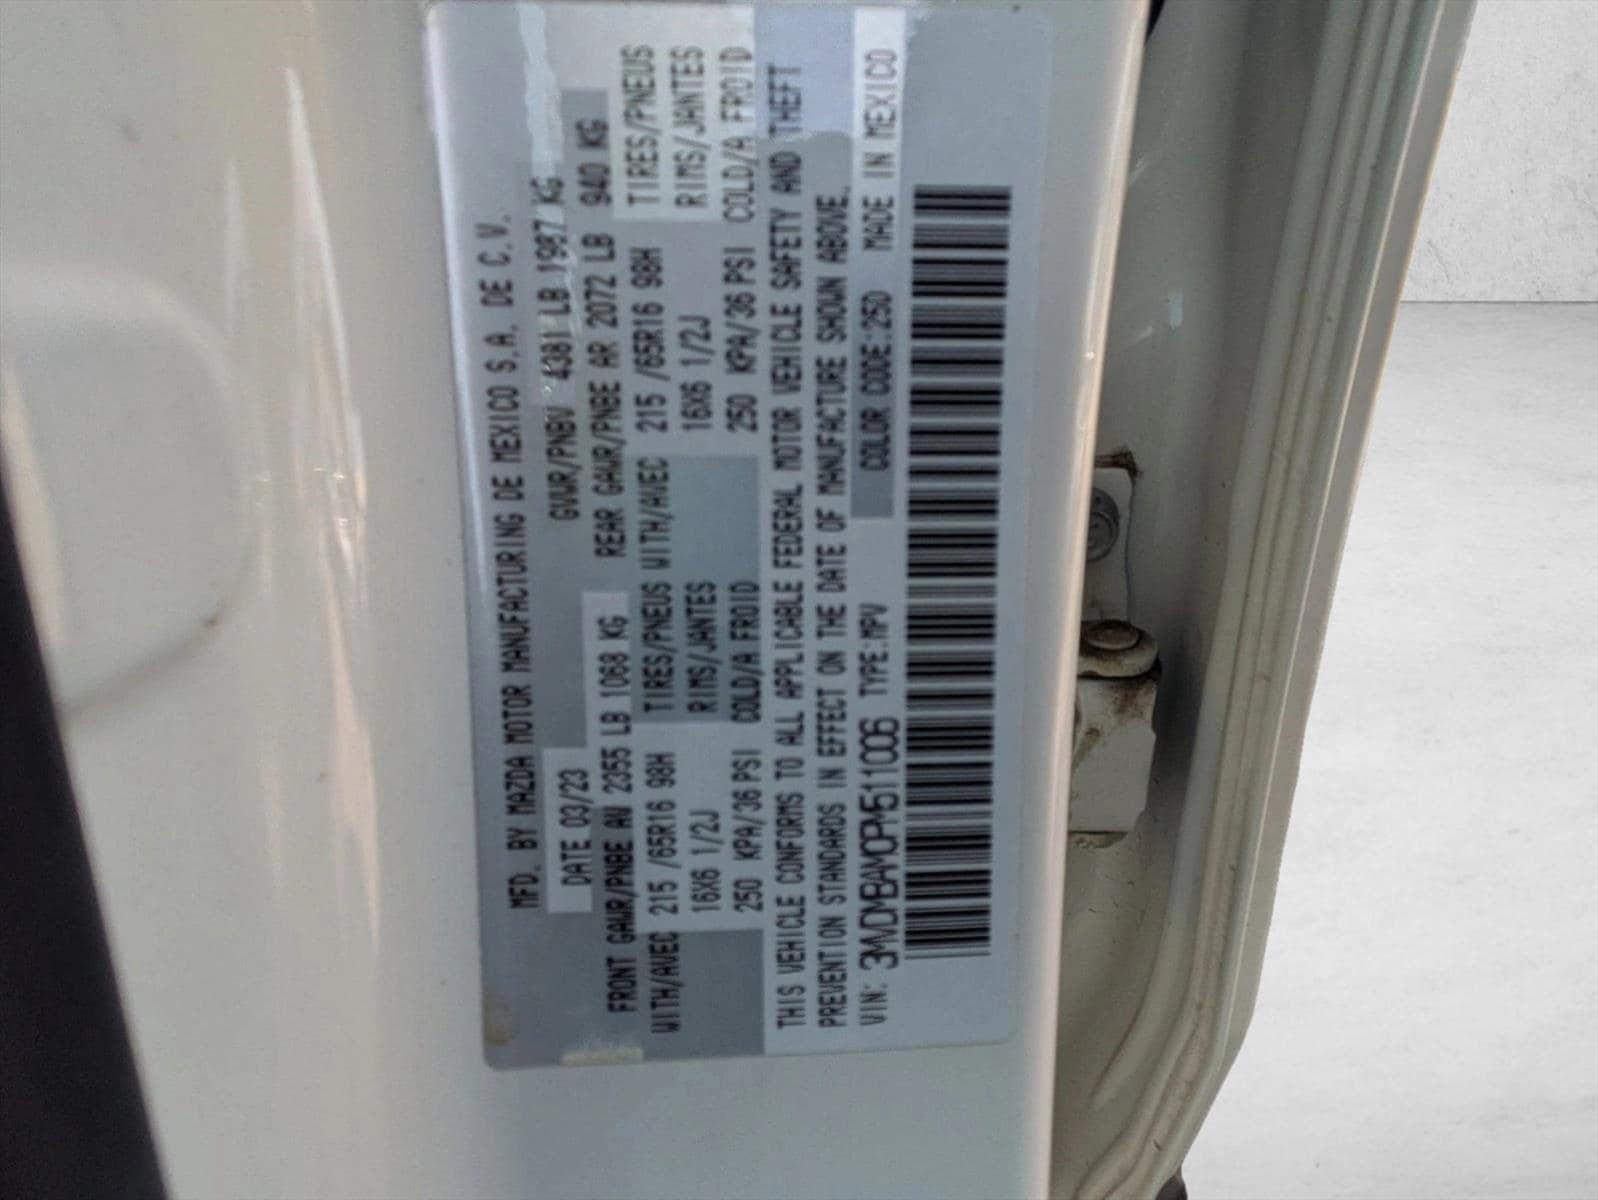 MFD. BY MAZDA MOTOR MANUFACTURING DE MEXICO S.A. DE C.V.
DATE 03/23 GVWR/PNBV 4381 LB 1987 KG
FRONT GAWR/PNBE AV 2355 LB 1068 KG REAR GAWR/PNBE AR 2072 LB 940 KG
WITH/AVEC 215 /65R16 98H TIRES/PNEUS WITH/AVEC 215 /65R16 98H TIRES/PNEUS
16X6 1/2J RIMS/JANTES 16X6 1/2J RIMS/JANTES
250 KPA/36 PSI COLD/A FROID 250 KPA/36 PSI COLD/A FROID
THIS VEHICLE CONFORMS TO ALL APPLICABLE FEDERAL MOTOR VEHICLE SAFETY AND THEFT
PREVENTION STANDARDS IN EFFECT ON THE DATE OF MANUFACTURE SHOWN ABOVE.
VIN: 3MVDMBAM0PM511006 TYPE:MPV COLOR CODE:25D MADE IN MEXICO